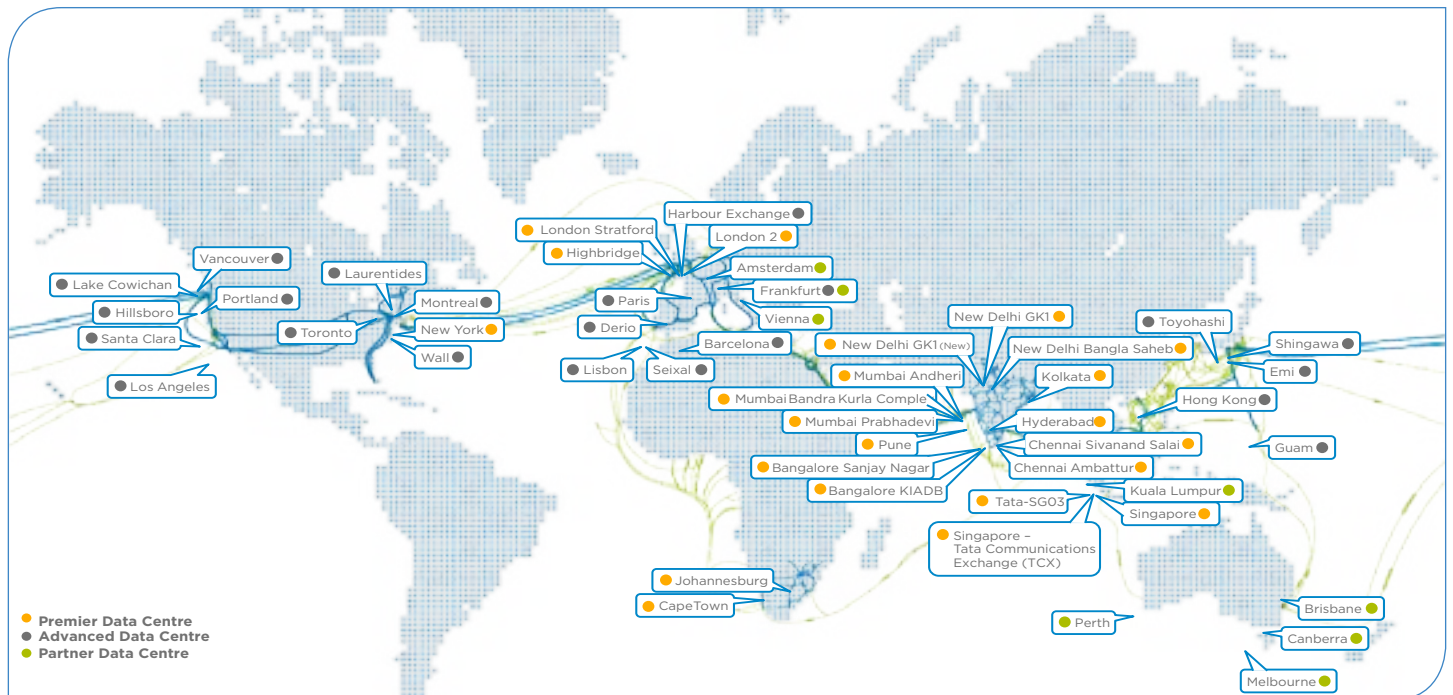 Harbour Exchange
London Stratford
London 2
Highbridge
Vancouver
Amsterdam
Laurentides
Lake Cowichan
Frankfurt
Portland
Paris
Montreal
Hillsboro
Vienna
New Delhi GK1
Toyohashi
Derio
New York
Toronto
Santa Clara
Barcelona
New Delhi GK1 (New)
New Delhi Bangla Saheb
Shingawa
Wall
Lisbon
Seixal
Emi
Mumbai Andheri
Kolkata
Los Angeles
Mumbai Bandra Kurla Comple
Hong Kong
Mumbai Prabhadevi
Hyderabad
Pune
Chennai Sivanand Salai
Guam
Bangalore Sanjay Nagar
Chennai Ambattur
Bangalore KIADB
Kuala Lumpur
Tata-SG03
Singapore
Singapore –
Tata Communications
Exchange (TCX)
Johannesburg
CapeTown
Brisbane
Perth
Canberra
Melbourne
Premier Data Centre
Advanced Data Centre
Partner Data Centre